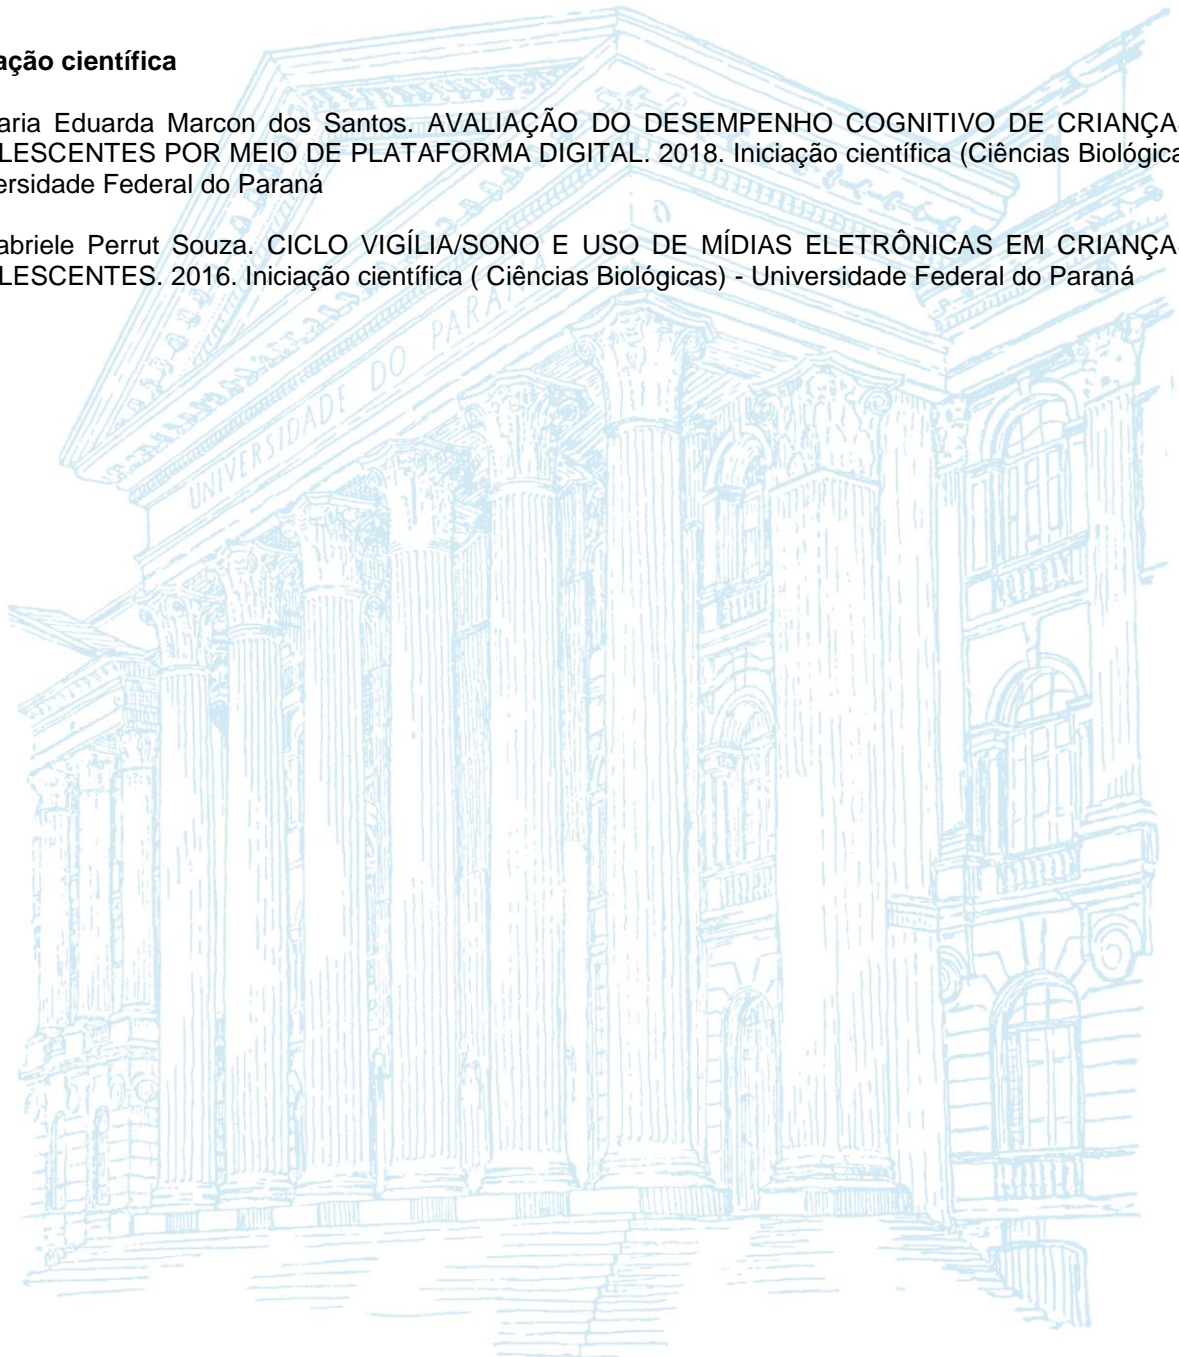 ação científica
aria Eduarda Marcon dos Santos. AVALIAÇÃO DO DESEMPENHO COGNITIVO DE CRIANÇA
LESCENTES POR MEIO DE PLATAFORMA DIGITAL. 2018. Iniciação científica (Ciências Biológica
ersidade Federal do Paraná
abriele Perrut Souza. CICLO VIGÍLIA/SONO E USO DE MÍDIAS ELETRÔNICAS EM CRIANÇA
LESCENTES. 2016. Iniciação científica ( Ciências Biológicas) - Universidade Federal do Paraná
UNIVERSIDADE DO PARANÁ